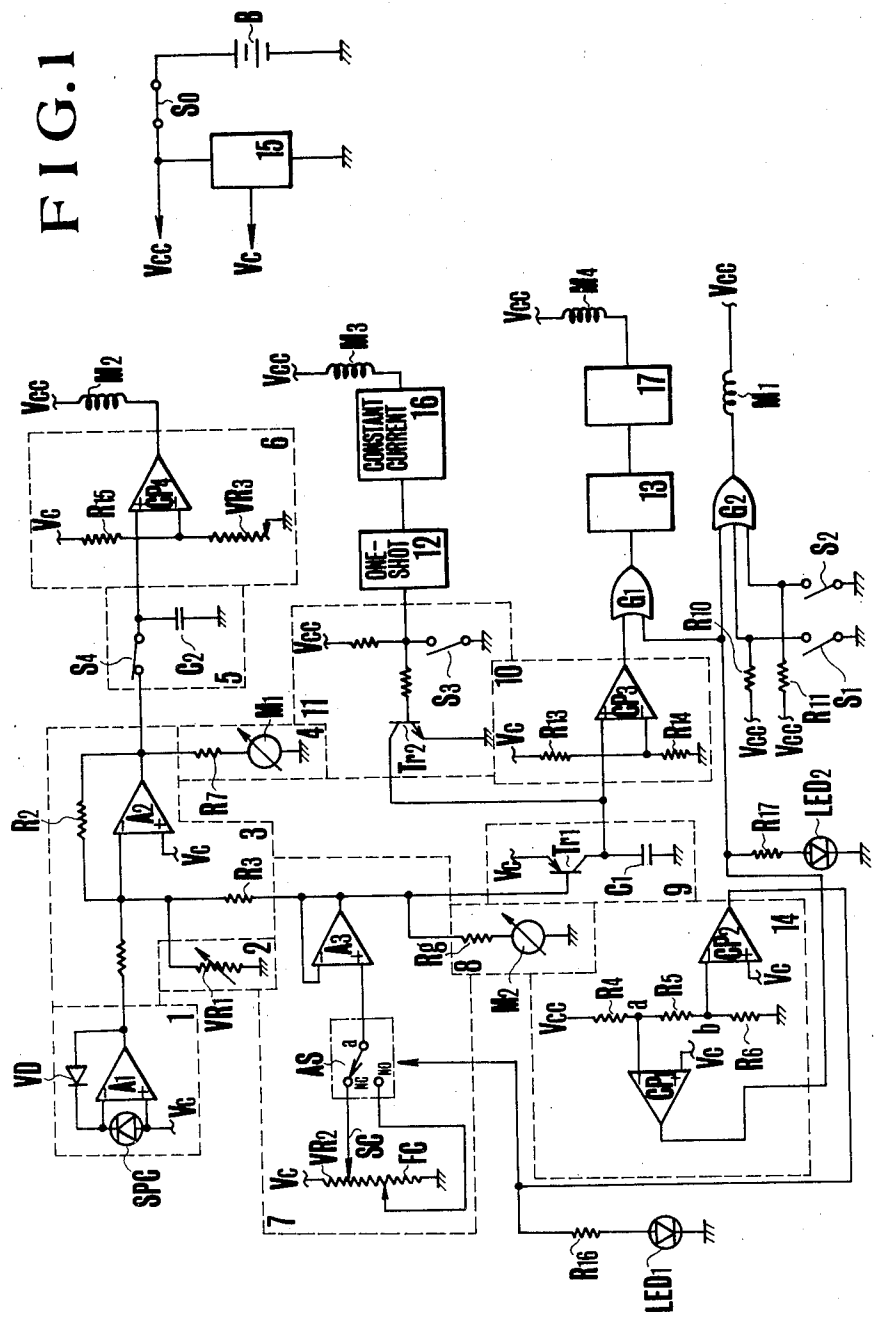 FIG.1
B
S0
15
Vcc
Vc
Vcc
M2
6
Vc
R15
CP4
VR3
S4
C2
5
Vcc
M3
CONSTANT
CURRENT
16
ONE-
SHOT
12
Vcc
S3
11
Tr2
Vcc
M4
17
13
G1
10
Vc
R13
CP3
R14
Vcc
M1
G2
S2
S1
R10
R11
Vcc
Vcc
R2
A2
Vc
3
R7
M1
4
R3
VR1
2
VD
A1
1
SPC
Vc
A3
Rg
8
M2
Vc
Tr1
C1
9
AS
a
NC
NO
Vc
VR2
SC
FC
7
Vcc
R4
a
R5
b
R6
CP1
Vc
CP2
Vc
14
R17
LED2
R16
LED1